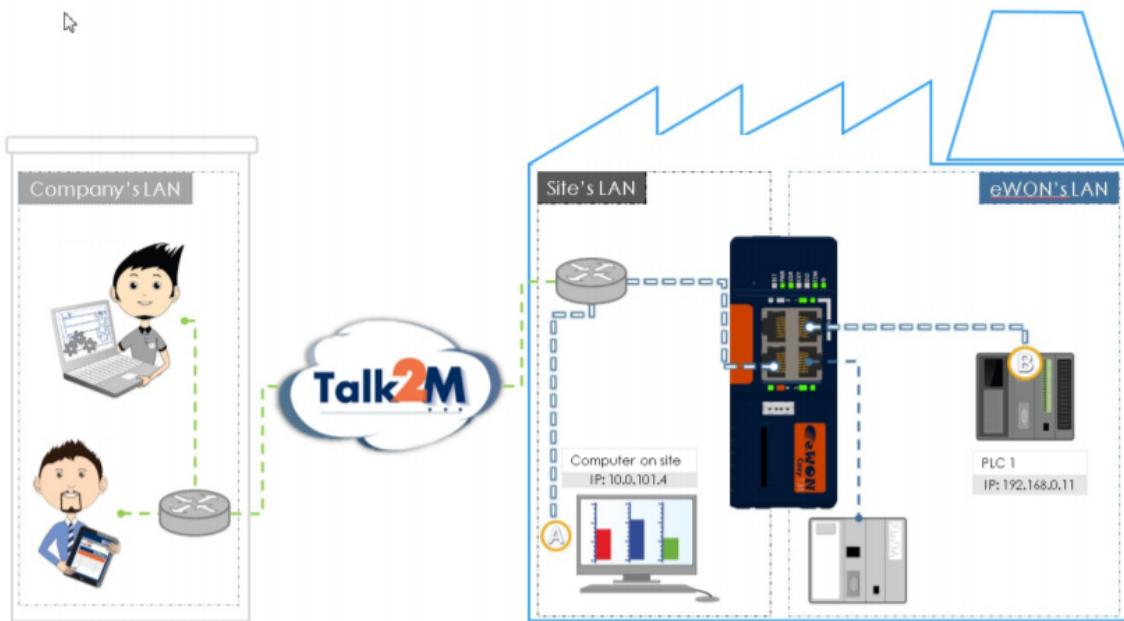 Company's LAN
Site's LAN
eWON's LAN
Talk2M
eWON
Computer on site
IP: 10.0.101.4
A
B
PLC 1
IP: 192.168.0.11